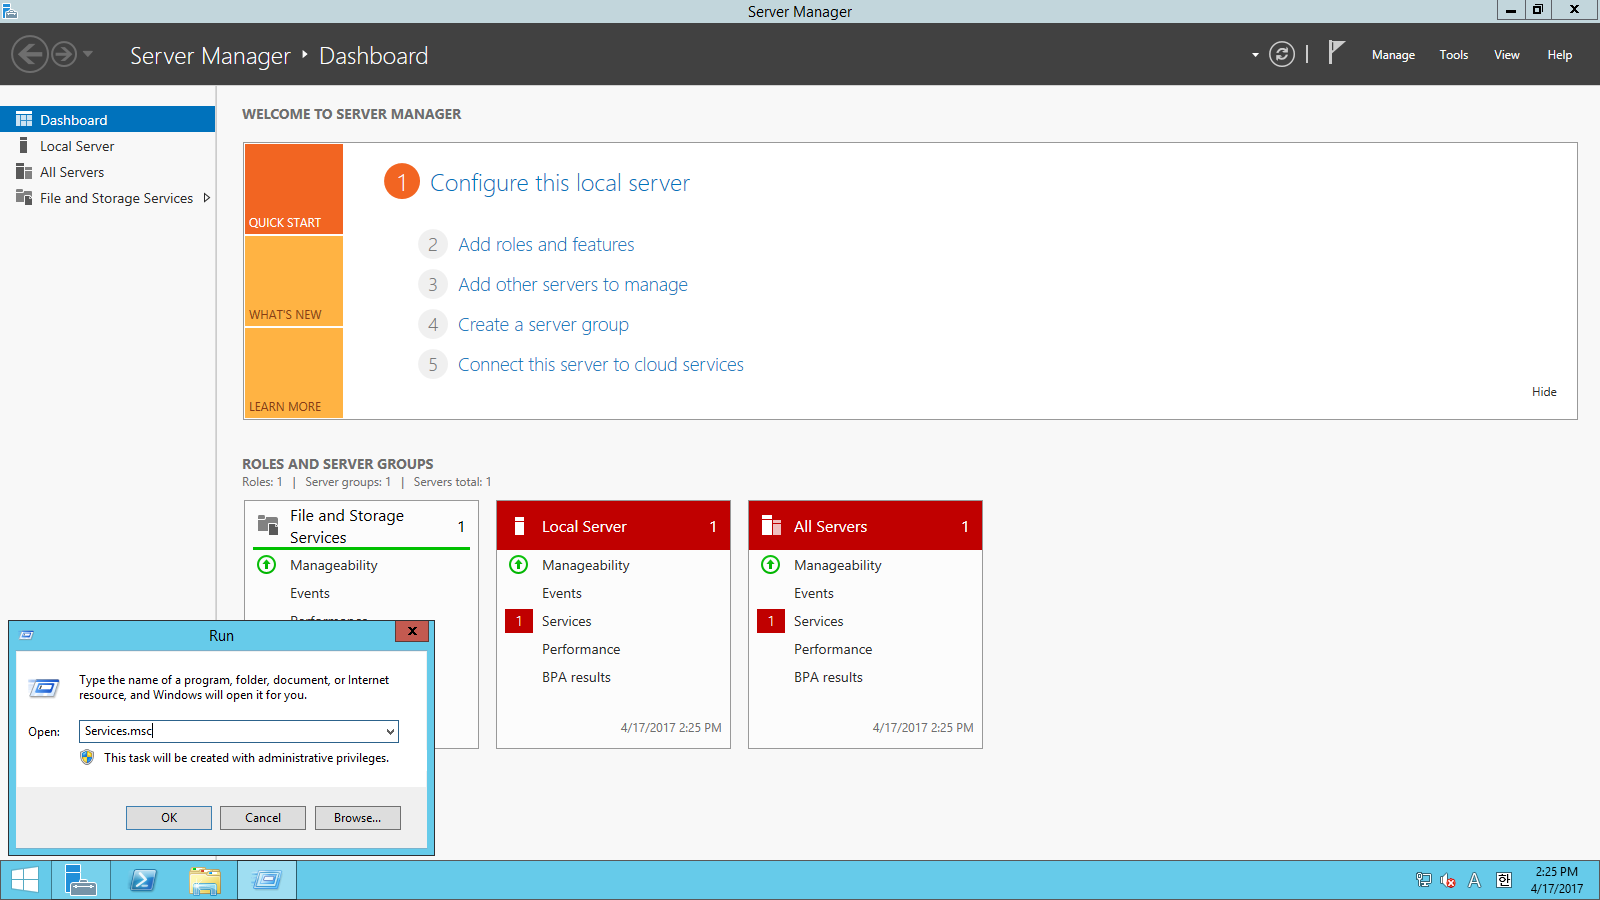 Server Manager
Server Manager ‣ Dashboard
Manage
Tools
View
Help
Dashboard
Local Server
All Servers
File and Storage Services
WELCOME TO SERVER MANAGER
QUICK START
WHAT'S NEW
LEARN MORE
1 Configure this local server
2 Add roles and features
3 Add other servers to manage
4 Create a server group
5 Connect this server to cloud services
Hide
ROLES AND SERVER GROUPS
Roles: 1 | Server groups: 1 | Servers total: 1
File and Storage
Services
1
Manageability
Events
Performance
Local Server 1
Manageability
Events
1 Services
Performance
BPA results
4/17/2017 2:25 PM
All Servers 1
Manageability
Events
1 Services
Performance
BPA results
4/17/2017 2:25 PM
Run
Type the name of a program, folder, document, or Internet
resource, and Windows will open it for you.
Open: Services.msc
This task will be created with administrative privileges.
OK
Cancel
Browse...
A
한
2:25 PM
4/17/2017